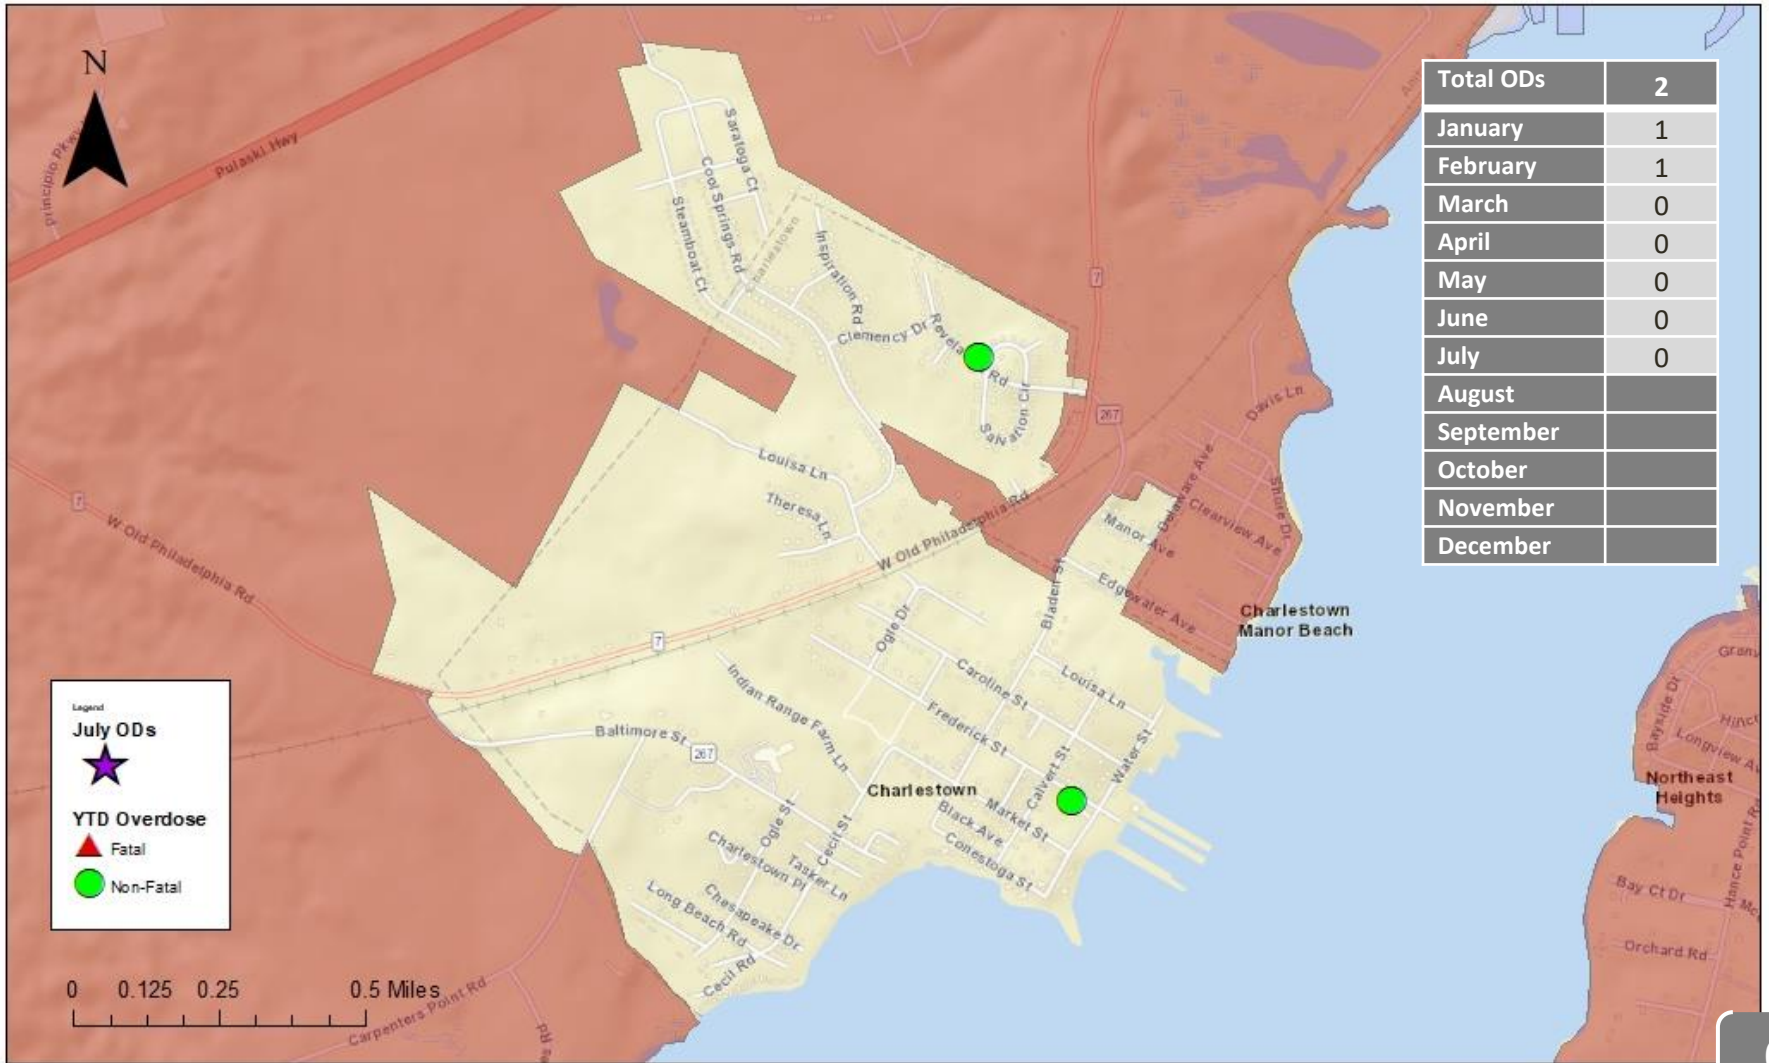 N
Total ODs 2
January 1
February 1
March 0
April 0
May 0
June 0
July 0
August
September
October
November
December
Principio Pkwy
Pulaski Hwy
Saratoga Ct
Cool Springs Rd
Steamboat Ct
Inspiration Rd
Clemency Dr
Rd
Salvation Cir
7
267
Davis Ln
Delaware Ave
Clearview Ave
Shore Dr
Manor Ave
Edgewater Ave
Bladen St
Louisa Ln
Theresa Ln
W Old Philadelphia Rd
7
W Old Philadelphia Rd
7
Charlestown
Manor Beach
Ogle Dr
Caroline St
Louisa Ln
Indian Range Farm Ln
Frederick St
Baltimore St
267
Calvert St
Water St
Charlestown
Market St
Black Ave
Conestoga St
Ogle St
Cecil St
Charlestown Pl
Tasker Ln
Chesapeake Dr
Long Beach Rd
Cecil Rd
Carpenters Point Rd
Bayside Dr
Longview
Northeast
Heights
Hance Point Rd
Bay Ct Dr
Orchard Rd
Legend
July ODs
YTD Overdose
Fatal
Non-Fatal
0 0.125 0.25 0.5 Miles